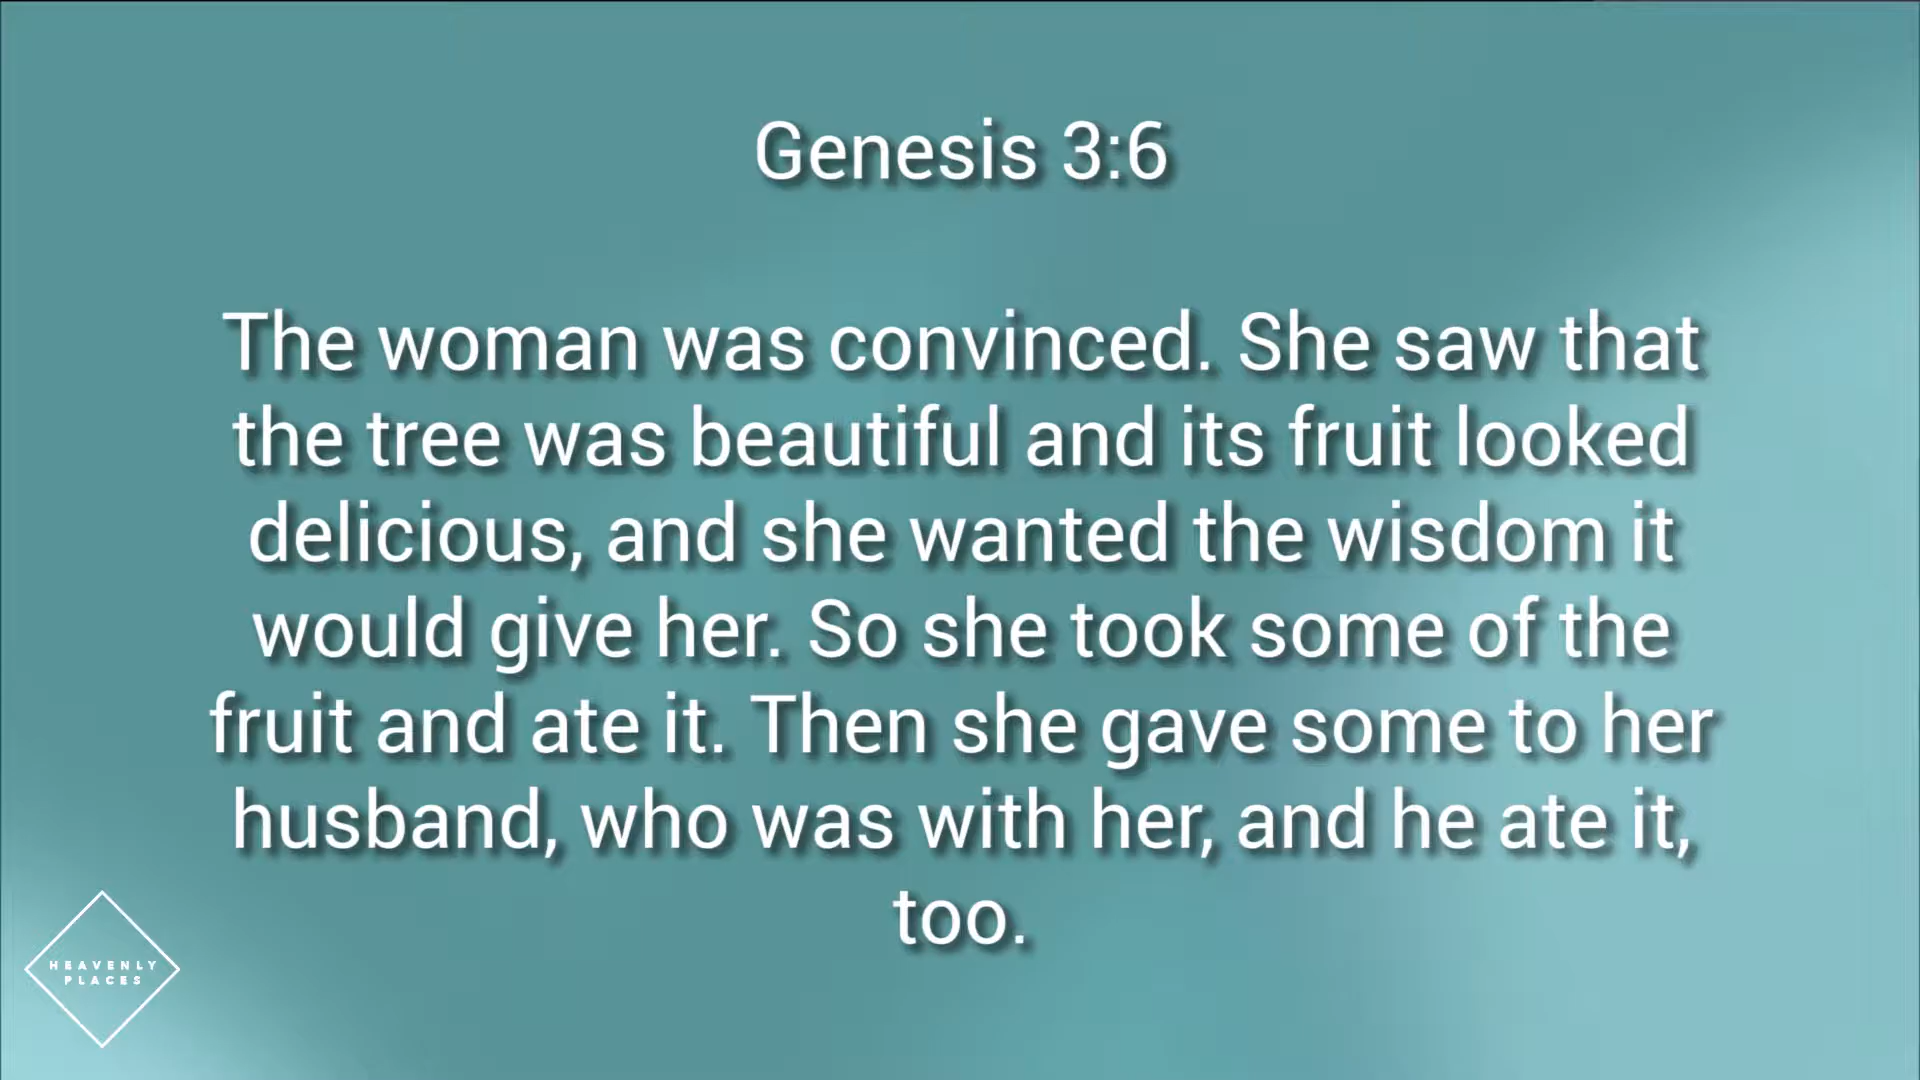 Genesis 3:6
The woman was convinced. She saw that
the tree was beautiful and its fruit looked
delicious, and she wanted the wisdom it
would give her. So she took some of the
fruit and ate it. Then she gave some to her
husband, who was with her, and he ate it,
too.
HEAVENLY
PLACES